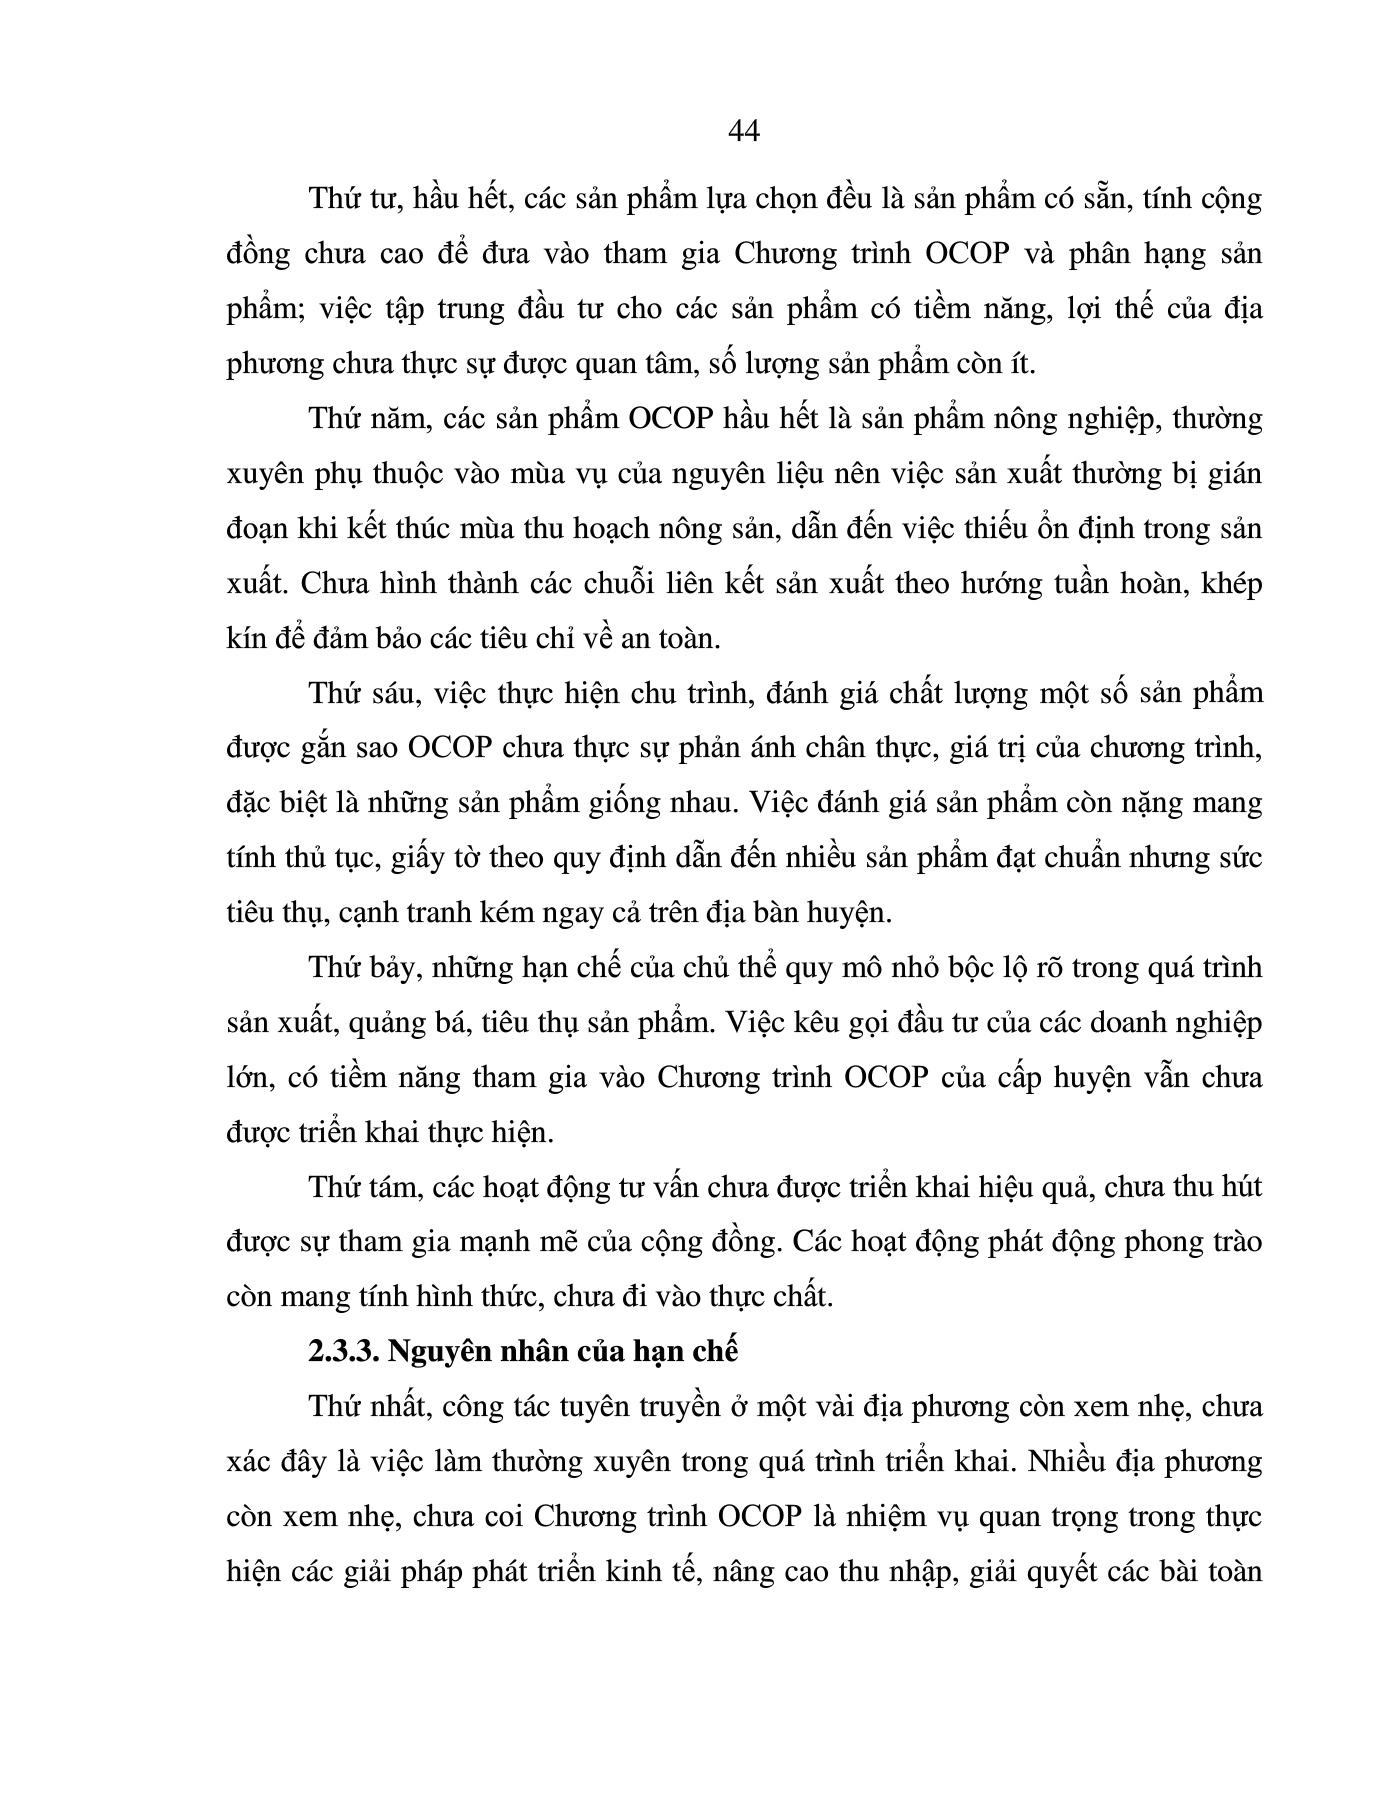 44
Thứ tư, hầu hết, các sản phẩm lựa chọn đều là sản phẩm có sẵn, tính cộng
đồng chưa cao để đưa vào tham gia Chương trình OCOP và phân hạng sản
phẩm; việc tập trung đầu tư cho các sản phẩm có tiềm năng, lợi thế của địa
phương chưa thực sự được quan tâm, số lượng sản phẩm còn ít.
Thứ năm, các sản phẩm OCOP hầu hết là sản phẩm nông nghiệp, thường
xuyên phụ thuộc vào mùa vụ của nguyên liệu nên việc sản xuất thường bị gián
đoạn khi kết thúc mùa thu hoạch nông sản, dẫn đến việc thiếu ổn định trong sản
xuất. Chưa hình thành các chuỗi liên kết sản xuất theo hướng tuần hoàn, khép
kín để đảm bảo các tiêu chỉ về an toàn.
Thứ sáu, việc thực hiện chu trình, đánh giá chất lượng một số sản phẩm
được gắn sao OCOP chưa thực sự phản ánh chân thực, giá trị của chương trình,
đặc biệt là những sản phẩm giống nhau. Việc đánh giá sản phẩm còn nặng mang
tính thủ tục, giấy tờ theo quy định dẫn đến nhiều sản phẩm đạt chuẩn nhưng sức
tiêu thụ, cạnh tranh kém ngay cả trên địa bàn huyện.
Thứ bảy, những hạn chế của chủ thể quy mô nhỏ bộc lộ rõ trong quá trình
sản xuất, quảng bá, tiêu thụ sản phẩm. Việc kêu gọi đầu tư của các doanh nghiệp
lớn, có tiềm năng tham gia vào Chương trình OCOP của cấp huyện vẫn chưa
được triển khai thực hiện.
Thứ tám, các hoạt động tư vấn chưa được triển khai hiệu quả, chưa thu hút
được sự tham gia mạnh mẽ của cộng đồng. Các hoạt động phát động phong trào
còn mang tính hình thức, chưa đi vào thực chất.
2.3.3. Nguyên nhân của hạn chế
Thứ nhất, công tác tuyên truyền ở một vài địa phương còn xem nhẹ, chưa
xác đây là việc làm thường xuyên trong quá trình triển khai. Nhiều địa phương
còn xem nhẹ, chưa coi Chương trình OCOP là nhiệm vụ quan trọng trong thực
hiện các giải pháp phát triển kinh tế, nâng cao thu nhập, giải quyết các bài toàn